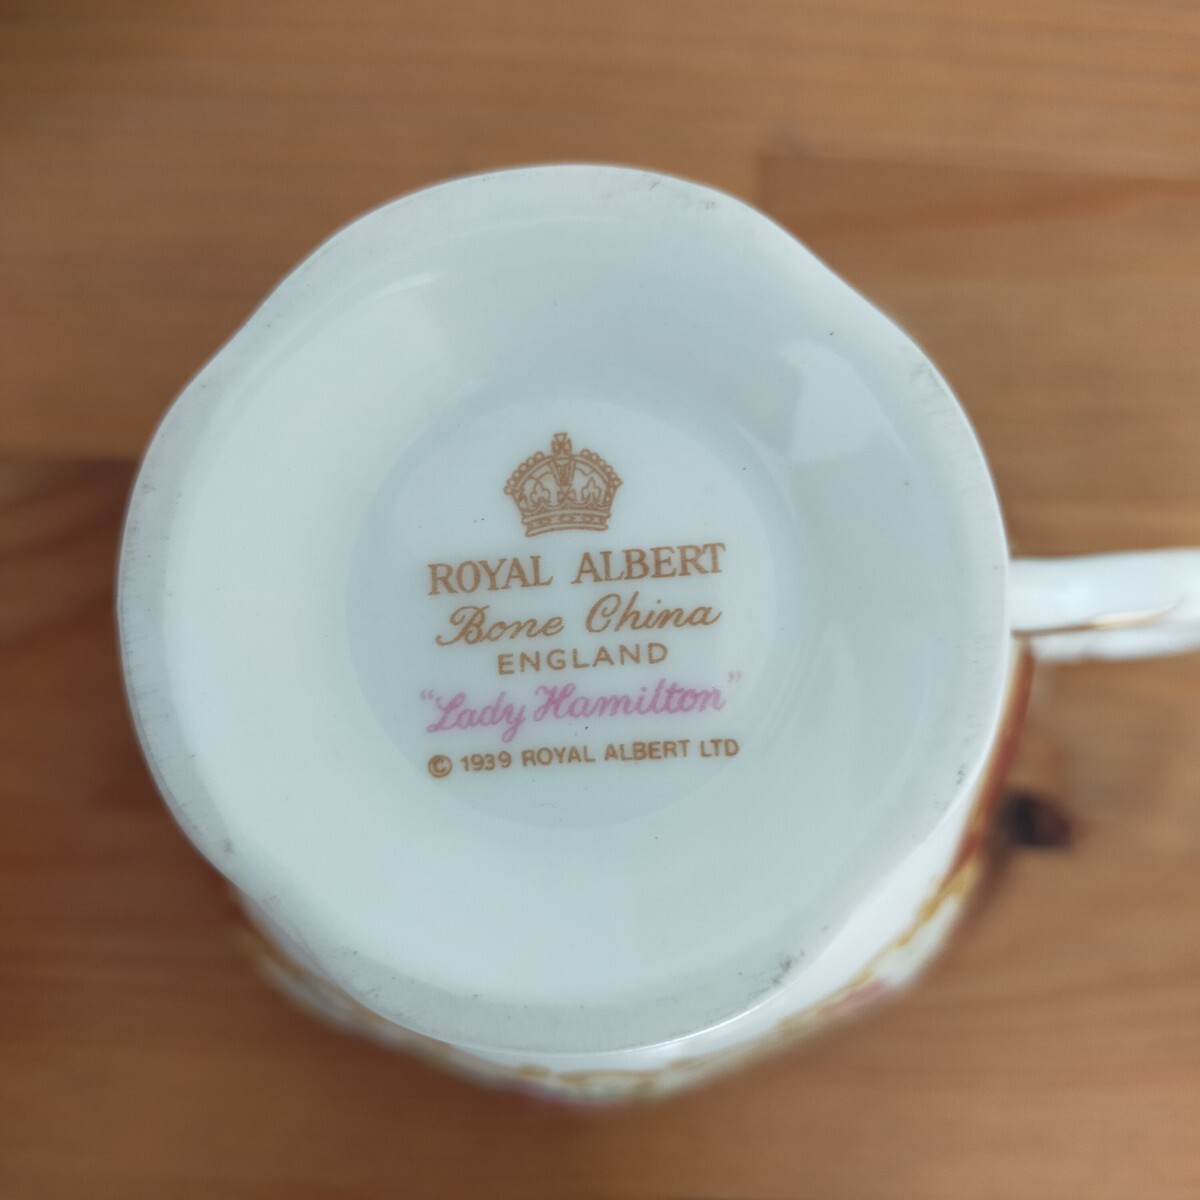 ROYAL ALBERT
Bone China
ENGLAND
"Lady Hamilton"
© 1939 ROYAL ALBERT LTD